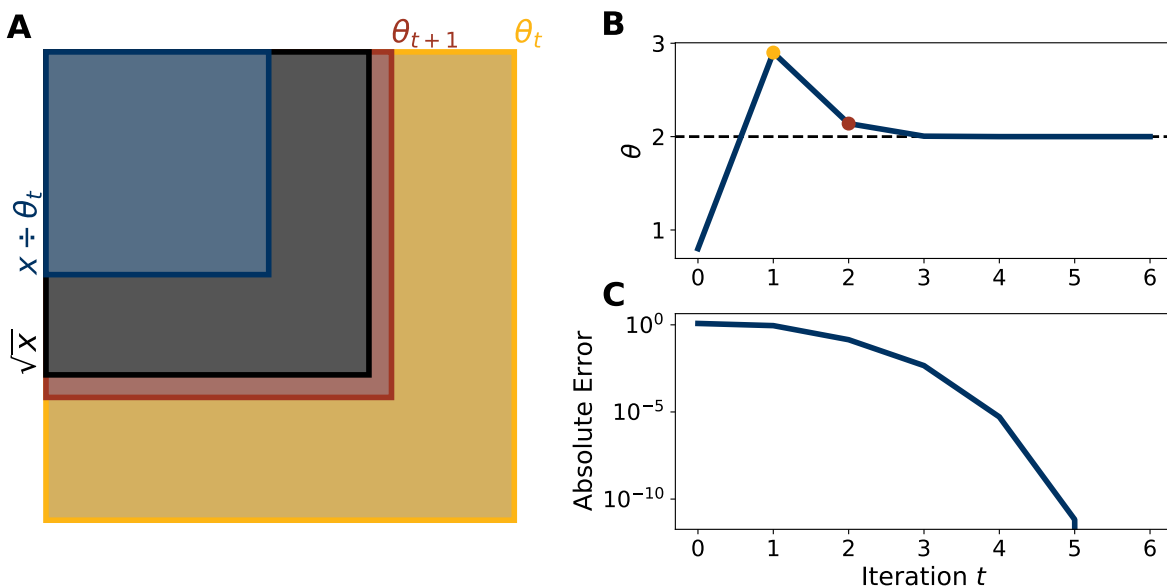 A
θ_{t+1}
θ_t
x ÷ θ_t
√x
B
3
2
1
θ
0 1 2 3 4 5 6
C
10^0
10^{-5}
10^{-10}
Absolute Error
0 1 2 3 4 5 6
Iteration t